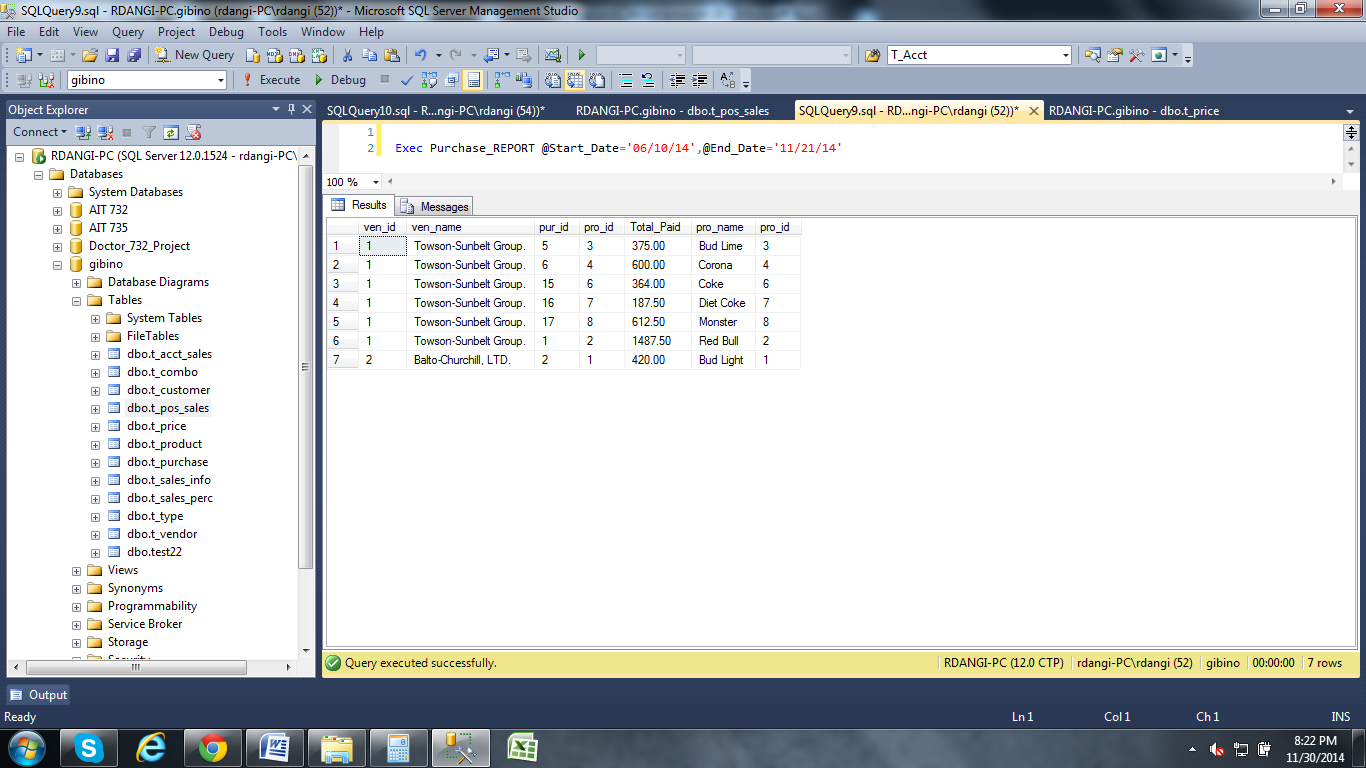 SQLQuery9.sql - RDANGI-PC.gibino (rdangi-PC\rdangi (52))* - Microsoft SQL Server Management Studio
File Edit View Query Project Debug Tools Window Help
New Query T_Acct
gibino Execute Debug
Object Explorer
Connect
RDANGI-PC (SQL Server 12.0.1524 - rdangi-PC\
Databases
System Databases
AIT 732
AIT 735
Doctor_732_Project
gibino
Database Diagrams
Tables
System Tables
FileTables
dbo.t_acct_sales
dbo.t_combo
dbo.t_customer
dbo.t_pos_sales
dbo.t_price
dbo.t_product
dbo.t_purchase
dbo.t_sales_info
dbo.t_sales_perc
dbo.t_type
dbo.t_vendor
dbo.test22
Views
Synonyms
Programmability
Service Broker
Storage
Security
SQLQuery10.sql - R...ngi-PC\rdangi (54))* RDANGI-PC.gibino - dbo.t_pos_sales SQLQuery9.sql - RD...ngi-PC\rdangi (52))* RDANGI-PC.gibino - dbo.t_price
1
2 Exec Purchase_REPORT @Start_Date='06/10/14',@End_Date='11/21/14'
100 %
Results Messages
ven_id ven_name pur_id pro_id Total_Paid pro_name pro_id
1 1 Towson-Sunbelt Group. 5 3 375.00 Bud Lime 3
2 1 Towson-Sunbelt Group. 6 4 600.00 Corona 4
3 1 Towson-Sunbelt Group. 15 6 364.00 Coke 6
4 1 Towson-Sunbelt Group. 16 7 187.50 Diet Coke 7
5 1 Towson-Sunbelt Group. 17 8 612.50 Monster 8
6 1 Towson-Sunbelt Group. 1 2 1487.50 Red Bull 2
7 2 Balto-Churchill, LTD. 2 1 420.00 Bud Light 1
Query executed successfully. RDANGI-PC (12.0 CTP) rdangi-PC\rdangi (52) gibino 00:00:00 7 rows
Output
Ready Ln 1 Col 1 Ch 1 INS
8:22 PM
11/30/2014